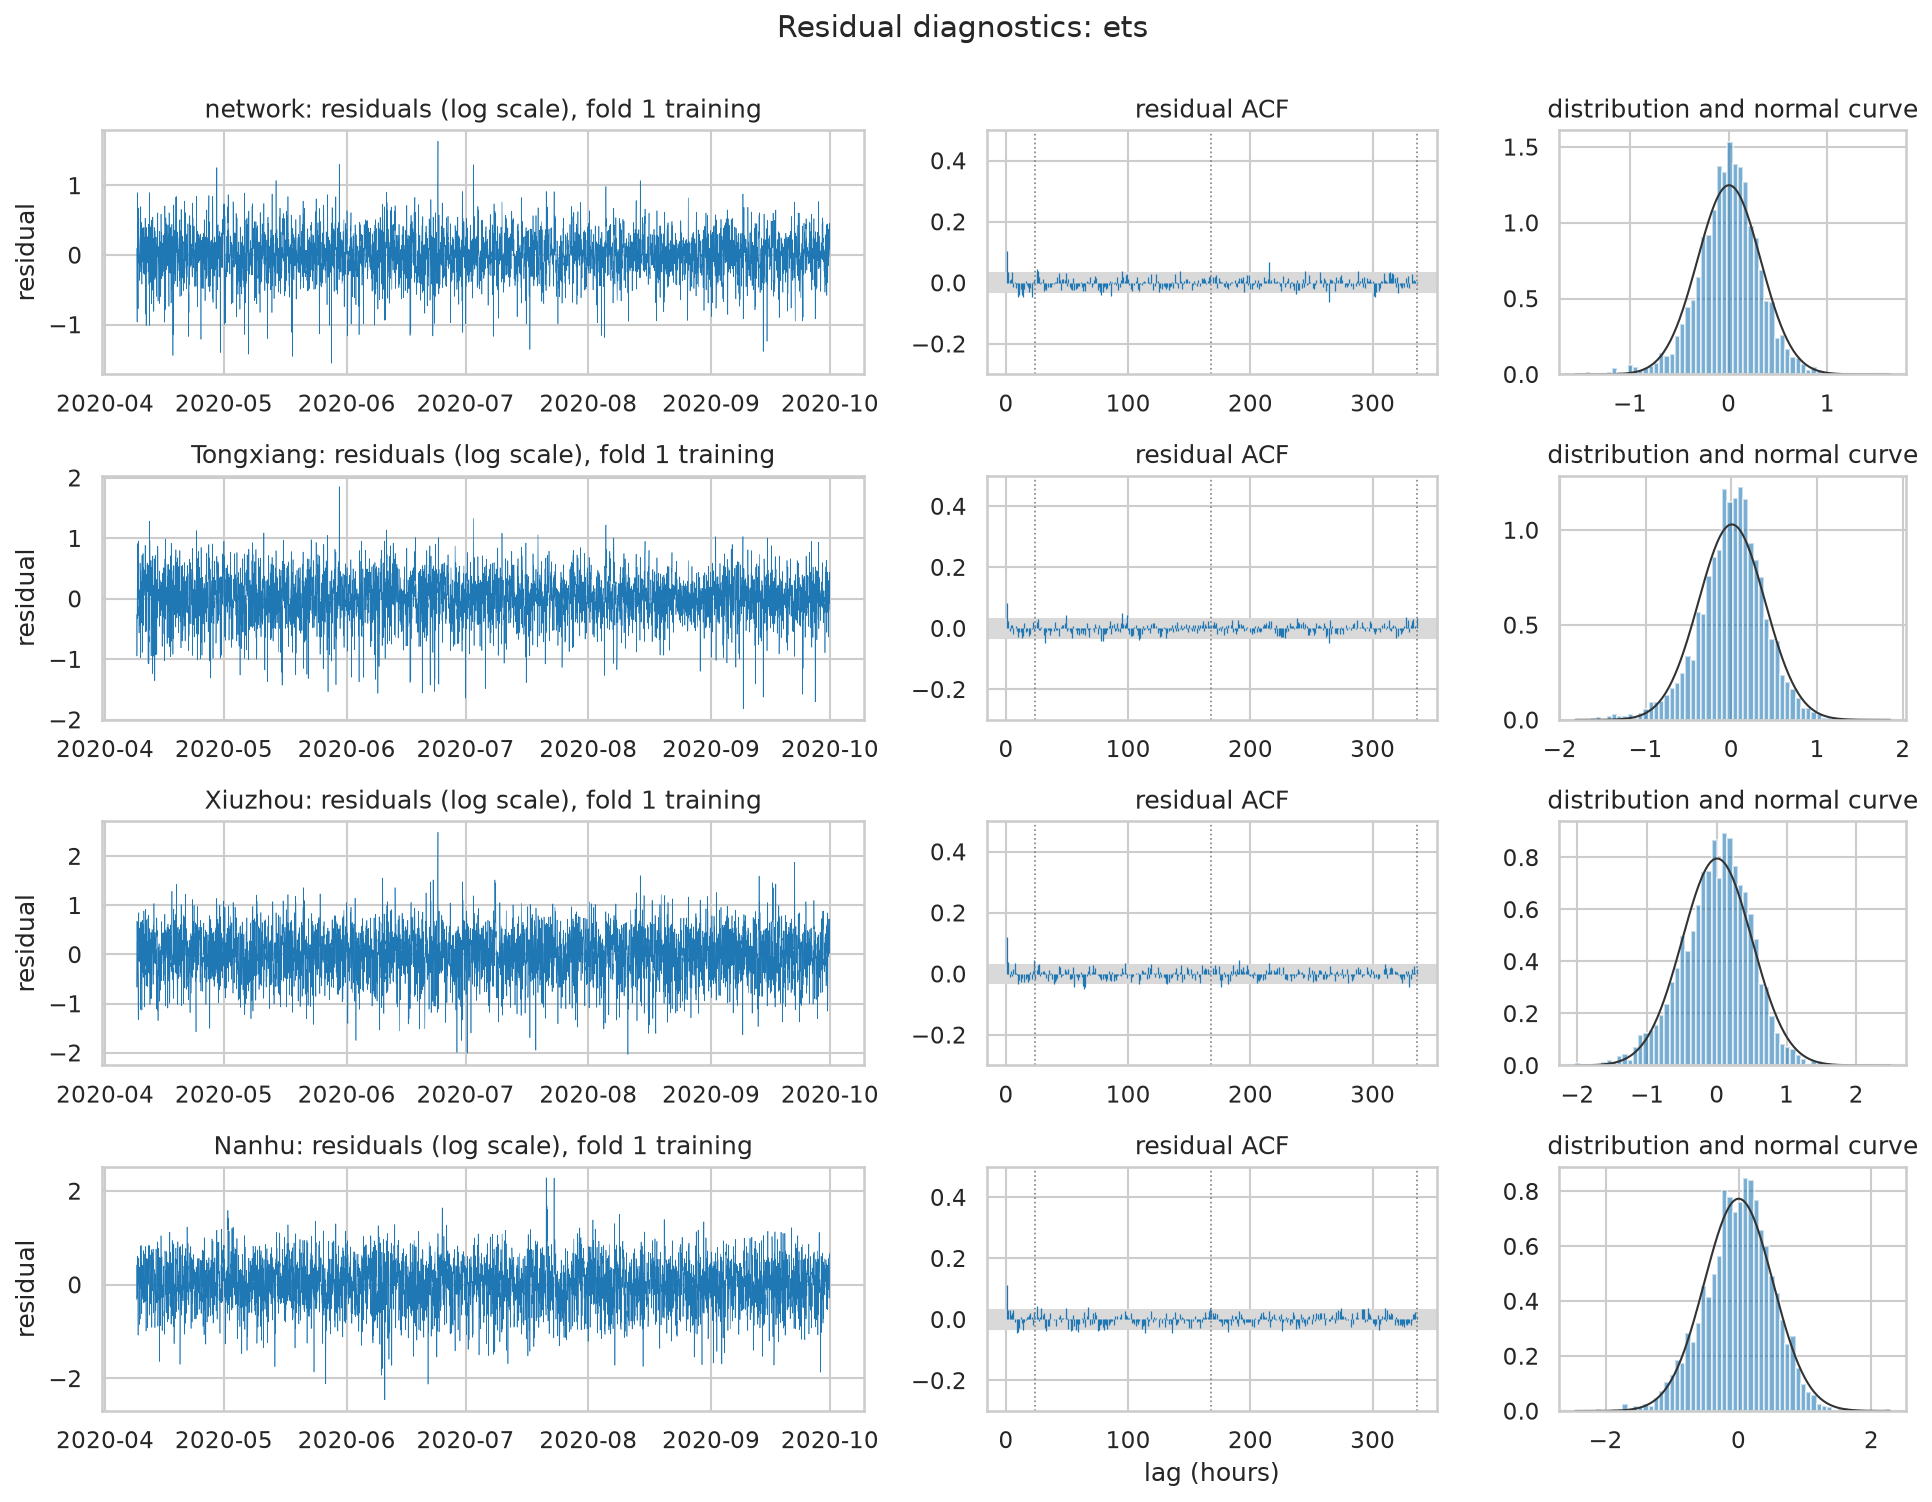 Residual diagnostics: ets
network: residuals (log scale), fold 1 training
residual ACF
distribution and normal curve
residual
1
0
−1
2020-04 2020-05 2020-06 2020-07 2020-08 2020-09 2020-10
0.4
0.2
0.0
−0.2
0 100 200 300
1.5
1.0
0.5
0.0
−1 0 1
Tongxiang: residuals (log scale), fold 1 training
residual ACF
distribution and normal curve
residual
2
1
0
−1
−2
2020-04 2020-05 2020-06 2020-07 2020-08 2020-09 2020-10
0.4
0.2
0.0
−0.2
0 100 200 300
1.0
0.5
0.0
−2 −1 0 1 2
Xiuzhou: residuals (log scale), fold 1 training
residual ACF
distribution and normal curve
residual
2
1
0
−1
−2
2020-04 2020-05 2020-06 2020-07 2020-08 2020-09 2020-10
0.4
0.2
0.0
−0.2
0 100 200 300
0.8
0.6
0.4
0.2
0.0
−2 −1 0 1 2
Nanhu: residuals (log scale), fold 1 training
residual ACF
distribution and normal curve
residual
2
0
−2
2020-04 2020-05 2020-06 2020-07 2020-08 2020-09 2020-10
0.4
0.2
0.0
−0.2
0 100 200 300
lag (hours)
0.8
0.6
0.4
0.2
0.0
−2 0 2